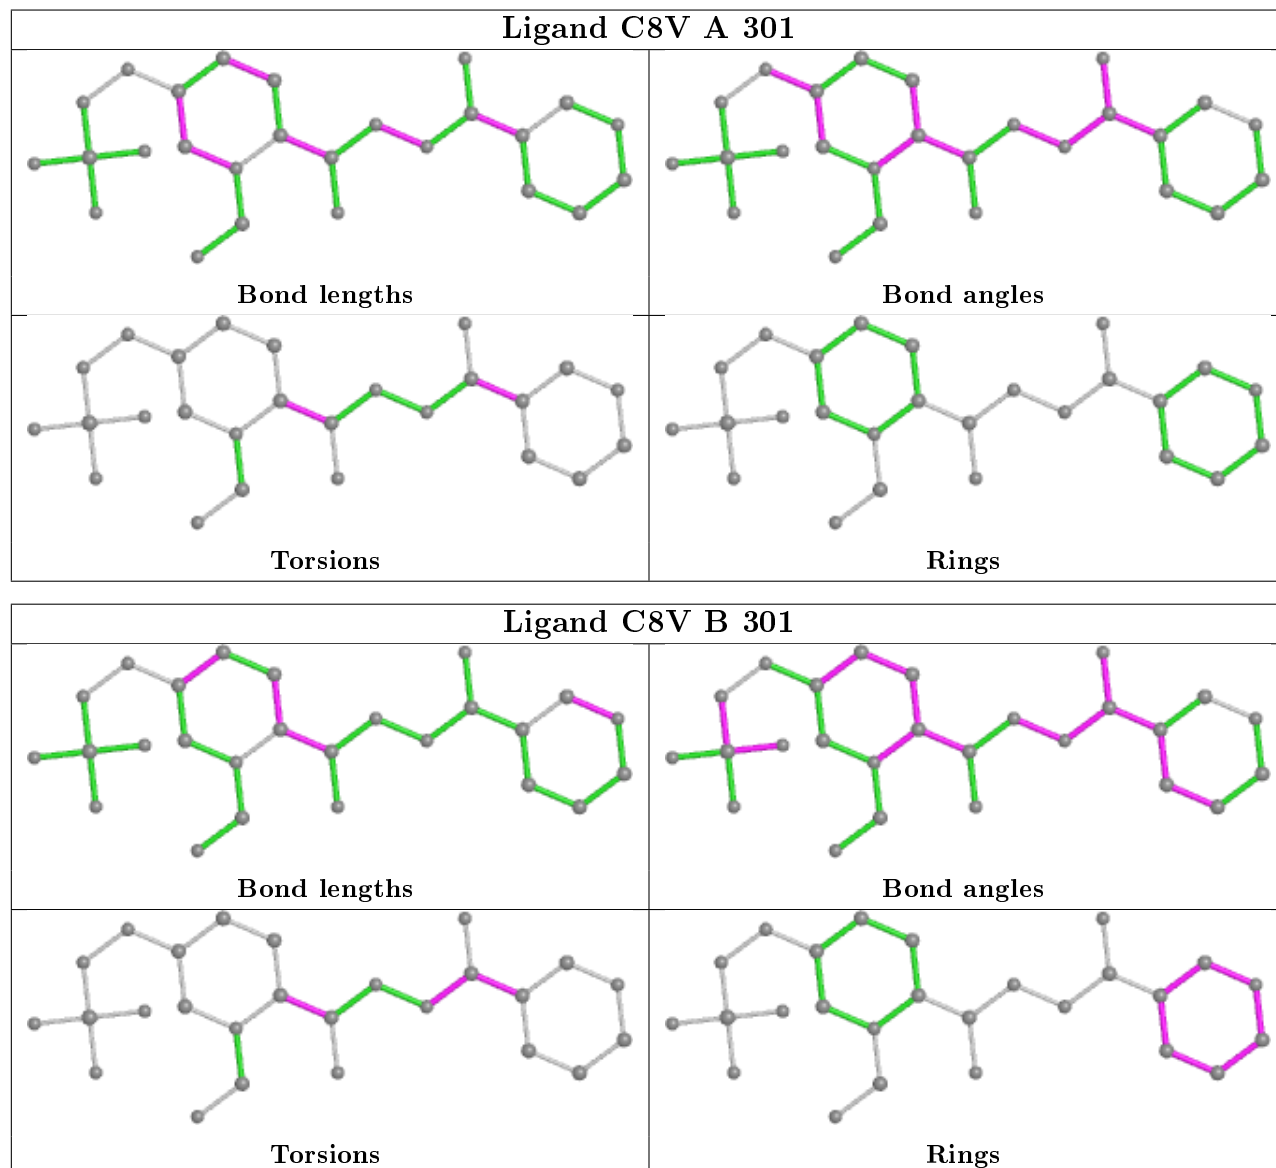 Ligand C8V A 301
Bond lengths
Bond angles
Torsions
Rings
Ligand C8V B 301
Bond lengths
Bond angles
Torsions
Rings